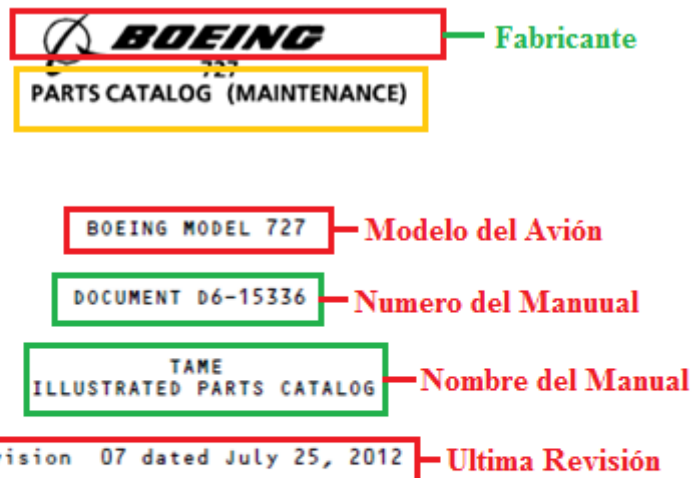 BOEING Fabricante
727
PARTS CATALOG (MAINTENANCE)
BOEING MODEL 727 Modelo del Avión
DOCUMENT D6-15336 Numero del Manuual
TAME
ILLUSTRATED PARTS CATALOG Nombre del Manual
07 dated July 25, 2012 Ultima Revisión